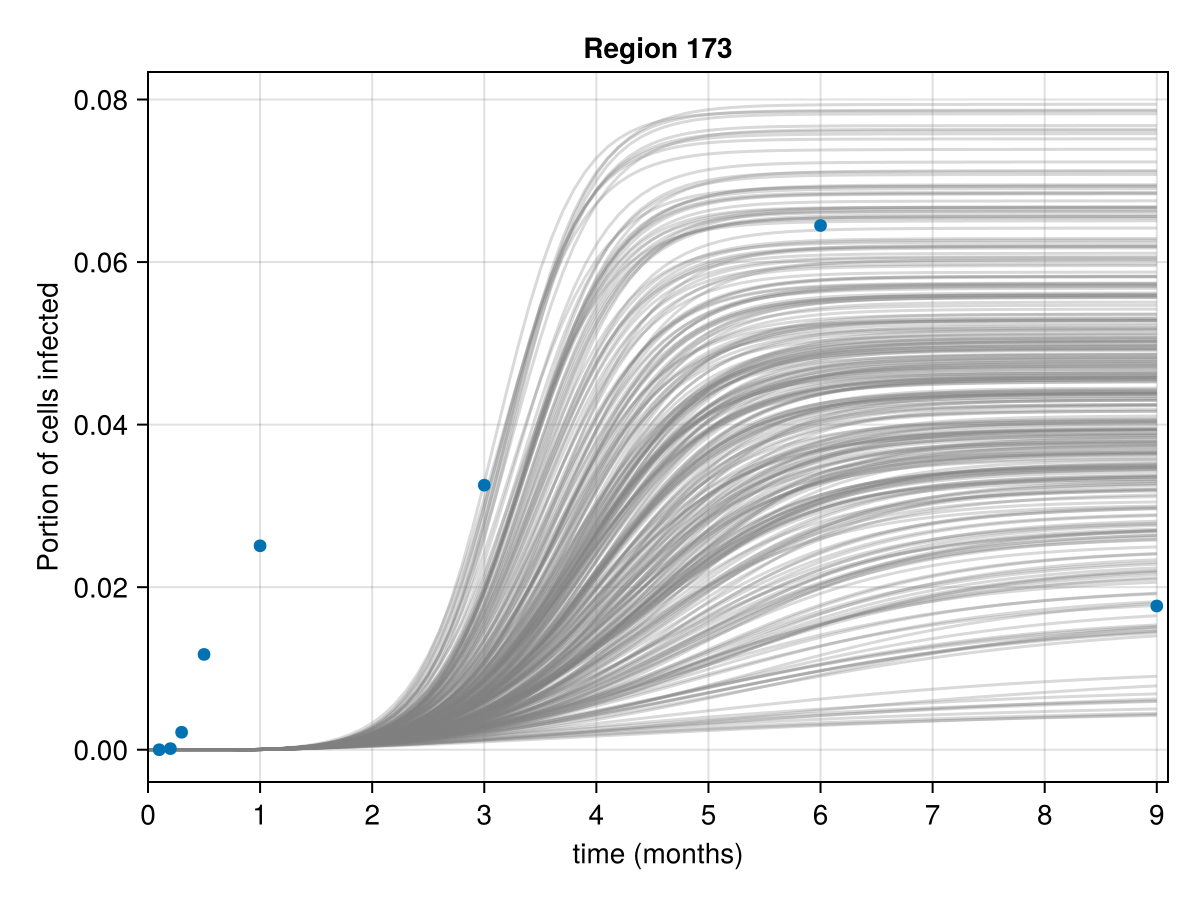 Region 173
0.08
0.06
0.04
0.02
0.00
Portion of cells infected
0 1 2 3 4 5 6 7 8 9
time (months)